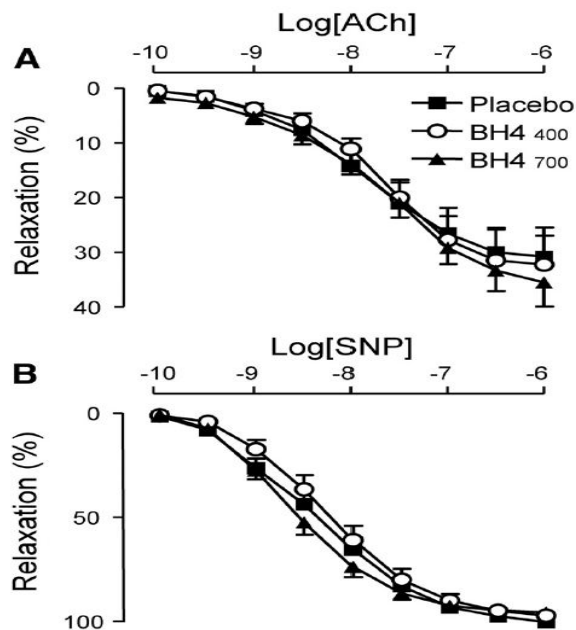 Log[ACh]
A
-10 -9 -8 -7 -6
0
10
20
30
40
Relaxation (%)
Placebo
BH4 400
BH4 700
Log[SNP]
B
-10 -9 -8 -7 -6
0
50
100
Relaxation (%)